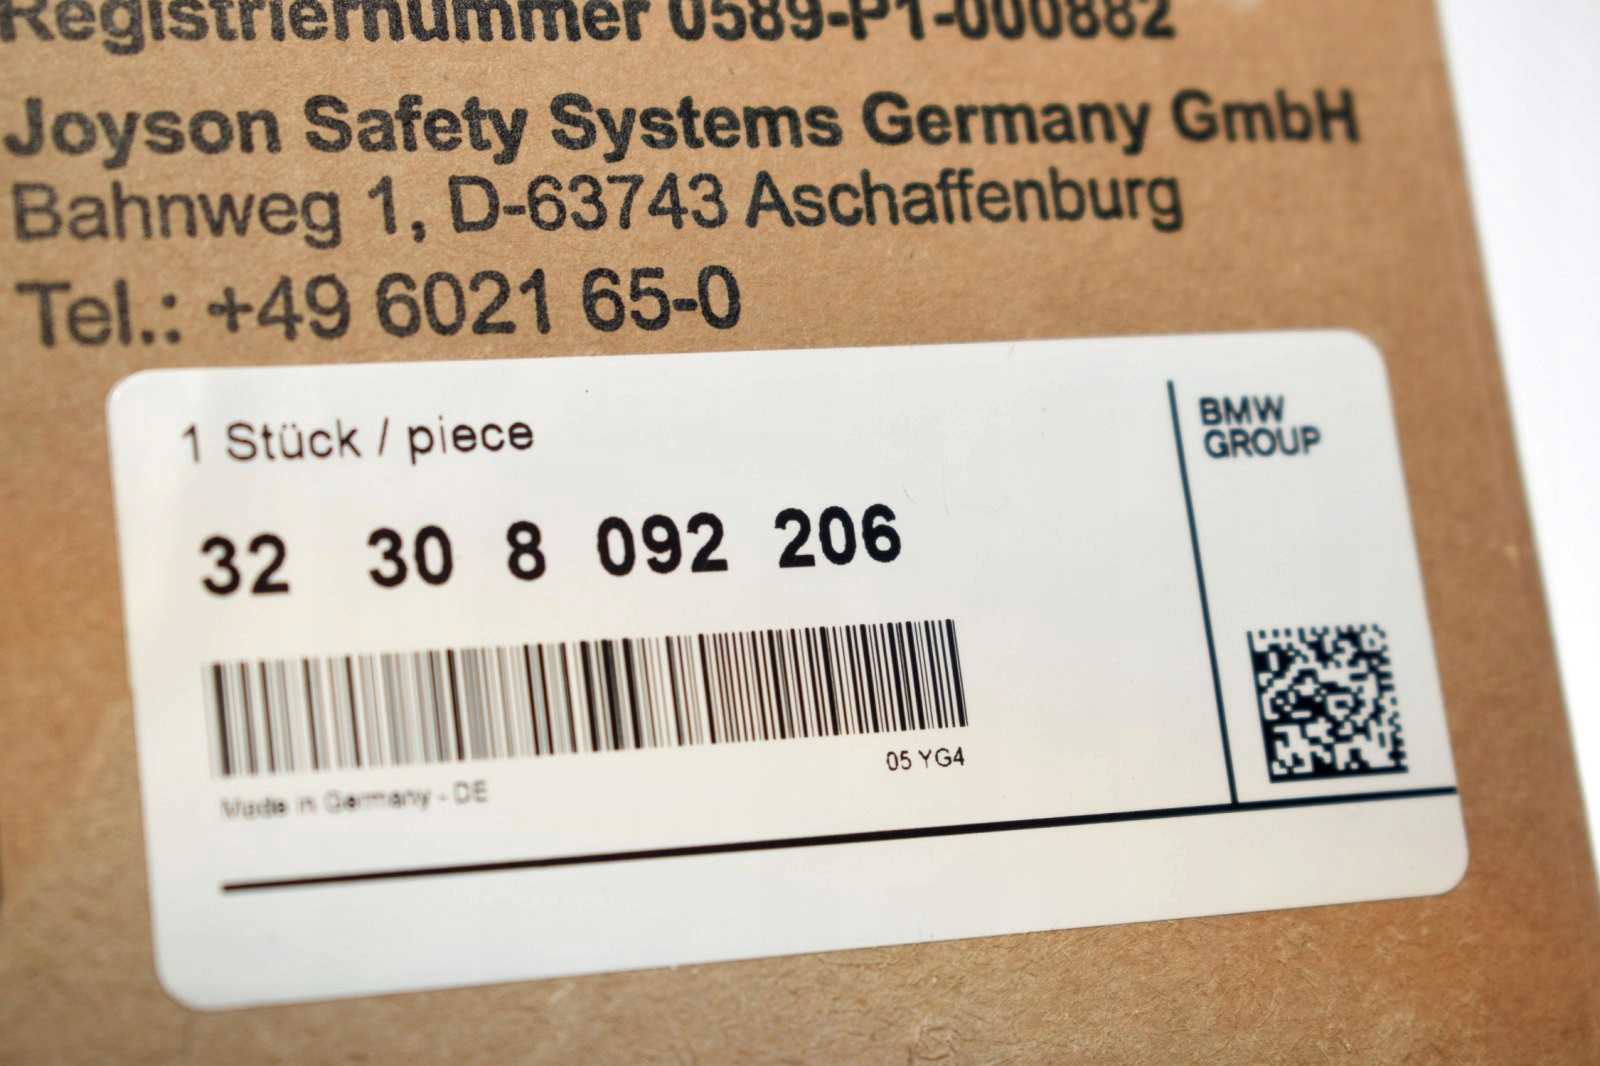 Registriernummer 0589-P1-000882
Joyson Safety Systems Germany GmbH
Bahnweg 1, D-63743 Aschaffenburg
Tel.: +49 6021 65-0
1 Stück / piece
BMW
GROUP
32 30 8 092 206
05 YG4
Made in Germany - DE